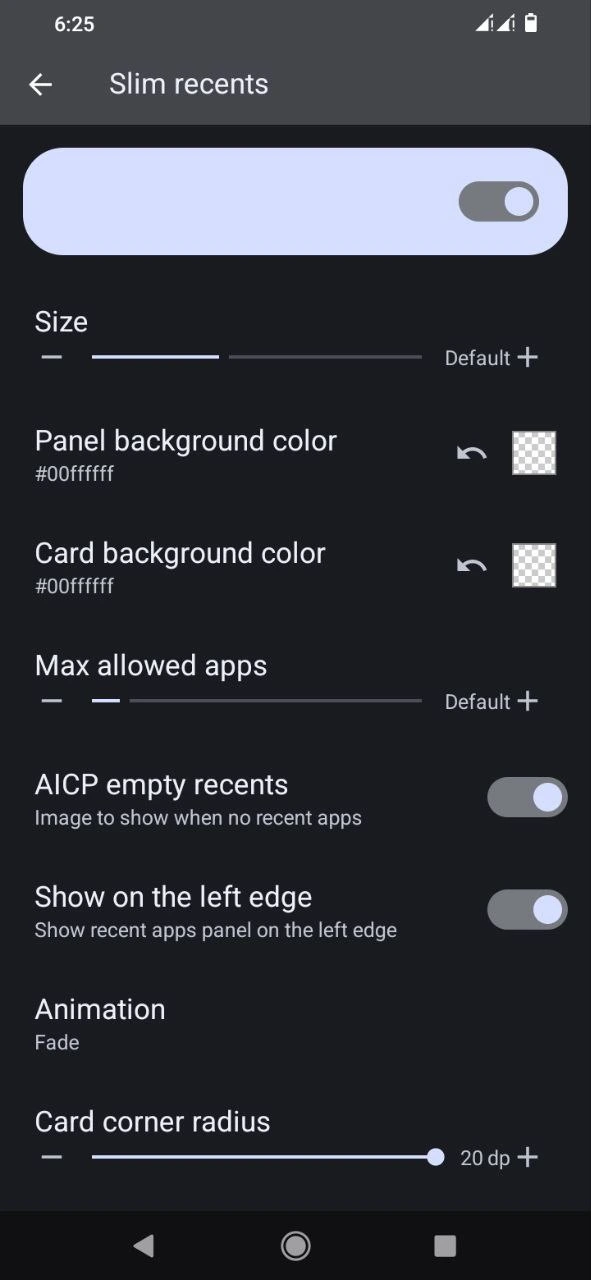 6:25
Slim recents
Size
Default
Panel background color
#00ffffff
Card background color
#00ffffff
Max allowed apps
Default
AICP empty recents
Image to show when no recent apps
Show on the left edge
Show recent apps panel on the left edge
Animation
Fade
Card corner radius
20 dp